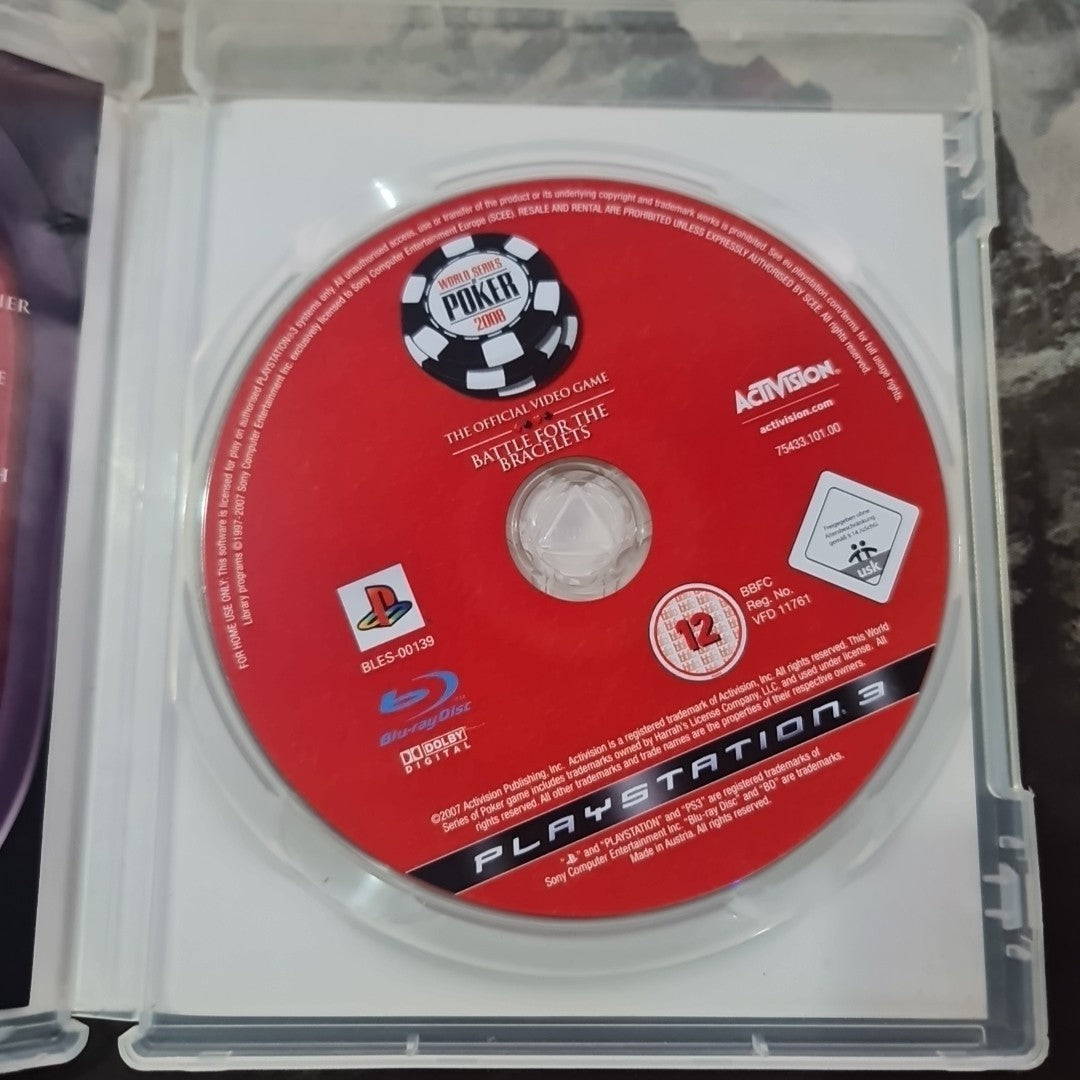 FOR HOME USE ONLY: This software is licensed for play on authorised PLAYSTATION®3 systems only. All unauthorised access, use or transfer of the product or its underlying copyright and trademark works is prohibited. See eu.playstation.com/terms for full usage rights.
Library programs ©1997-2007 Sony Computer Entertainment Inc. exclusively licensed to Sony Computer Entertainment Europe (SCEE). RESALE AND RENTAL ARE PROHIBITED UNLESS EXPRESSLY AUTHORISED BY SCEE. All rights reserved.
WORLD SERIES
POKER
2008
THE OFFICIAL VIDEO GAME
BATTLE FOR THE
BRACELETS
ACTIVISION.
activision.com
75433.101.00
Freigegeben ohne
Altersbeschränkung
gemäß § 14 JuSchG
usk
12
BBFC
Reg. No.
VFD 11761
BLES-00139
Blu-ray Disc™
DOLBY
DIGITAL
©2007 Activision Publishing, Inc. Activision is a registered trademark of Activision, Inc. All rights reserved. This World
Series of Poker game includes trademarks owned by Harrah's License Company, LLC. and used under license. All
rights reserved. All other trademarks and trade names are the properties of their respective owners.
PLAYSTATION®3
" " and "PLAYSTATION" and "PS3" are registered trademarks of
Sony Computer Entertainment Inc. "Blu-ray Disc" and "BD" are trademarks.
Made in Austria. All rights reserved.